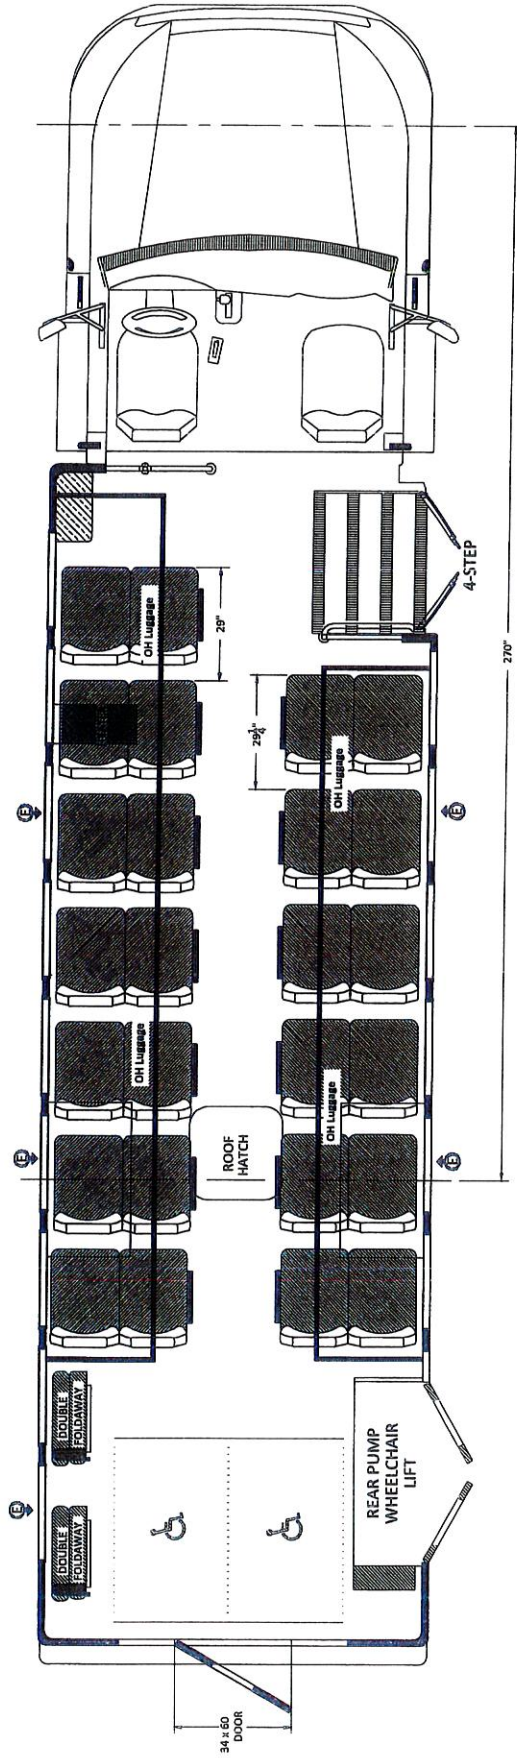 4-STEP
270"
OH Luggage
29"
29¼"
OH Luggage
E
E
OH Luggage
OH Luggage
ROOF
HATCH
E
E
DOUBLE
FOLDAWAY
DOUBLE
FOLDAWAY
E
REAR PUMP
WHEELCHAIR
LIFT
34 x 60
DOOR